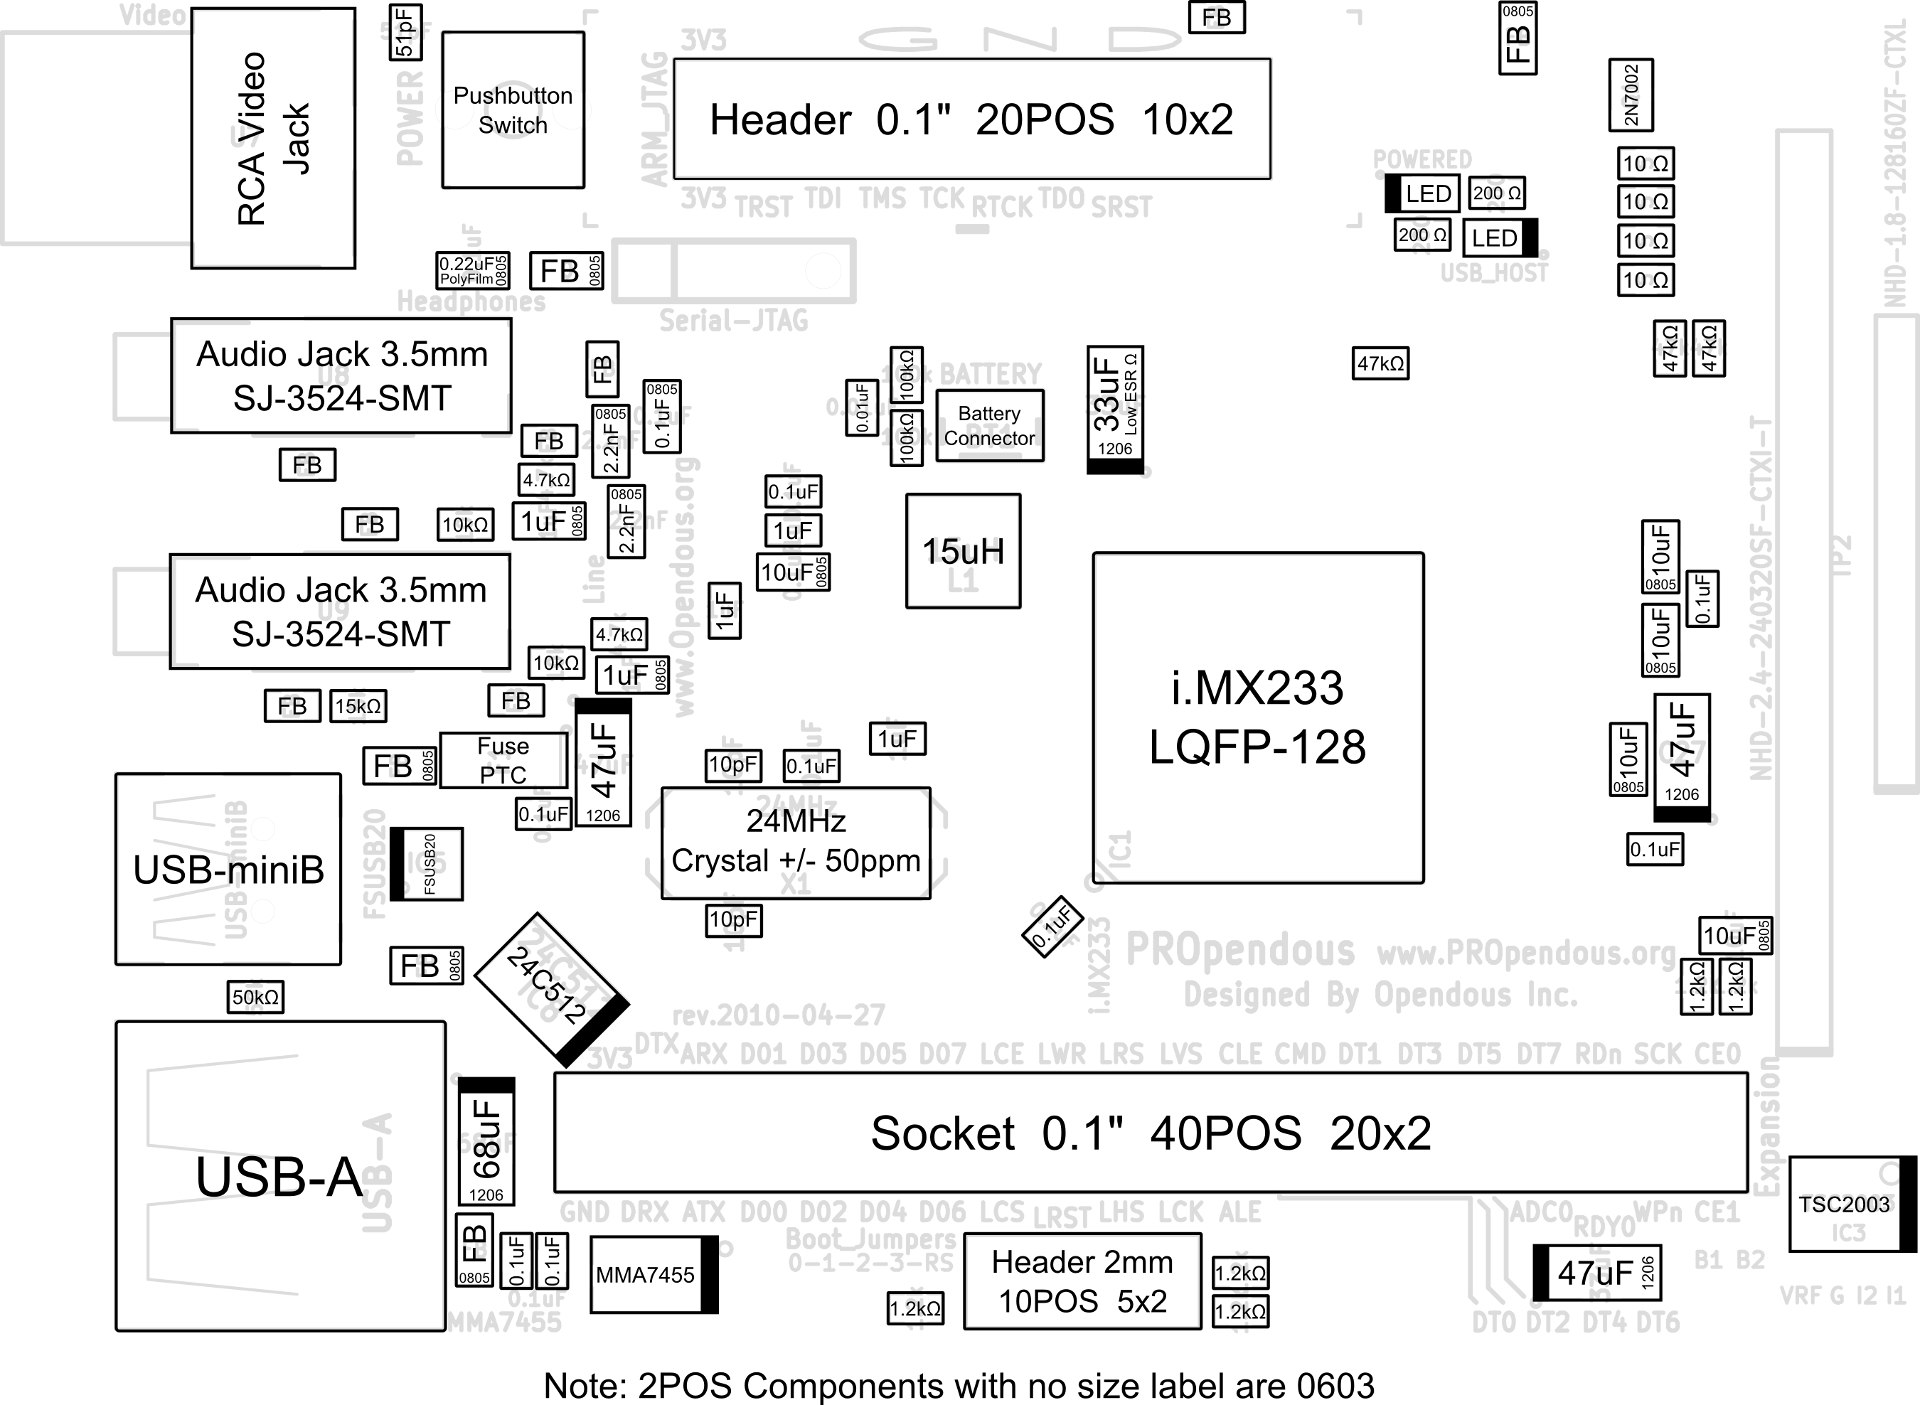 Video
51pF
FB
0805
FB
3V3
G N D
RCA Video
Jack
POWER
Pushbutton
Switch
ARM_JTAG
Header 0.1" 20POS 10x2
2N7002
NHD-1.8-128160ZF-CTXL
POWERED
10 Ω
LED
200 Ω
10 Ω
3V3 TRST TDI TMS TCK RTCK TDO SRST
200 Ω
LED
10 Ω
USB_HOST
10 Ω
0.22uF
PolyFilm
0805
FB
0805
Headphones
Serial-JTAG
Audio Jack 3.5mm
SJ-3524-SMT
U8
FB
0805
0.1uF
0805
2.2nF
FB
FB
4.7kΩ
1uF
0805
0805
2.2nF
2.2nF
FB
10kΩ
0.01uF
100kΩ
100kΩ
BATTERY
Battery
Connector
33uF
Low ESR Ω
1206
47kΩ
47kΩ
47kΩ
0.1uF
1uF
10uF
0805
1uF
15uH
L1
www.Opendous.org
Line
Audio Jack 3.5mm
SJ-3524-SMT
U9
4.7kΩ
10kΩ
1uF
0805
FB
15kΩ
FB
i.MX233
LQFP-128
IC1
10uF
0805
0.1uF
10uF
0805
NHD-2.4-240320SF-CTXI-T
TP2
FB
0805
Fuse
PTC
47uF
1206
0.1uF
10pF
0.1uF
1uF
10uF
0805
47uF
1206
0.1uF
24MHz
24MHz
Crystal +/- 50ppm
X1
10pF
USB-miniB
USB-miniB
FSUSB20
FSUSB20
FB
0805
50kΩ
24C512
24C512
0.1uF
i.MX233
PROpendous www.PROpendous.org
Designed By Opendous Inc.
10uF
0805
1.2kΩ
1.2kΩ
rev.2010-04-27
3V3 DTX ARX D01 D03 D05 D07 LCE LWR LRS LVS CLE CMD DT1 DT3 DT5 DT7 RDn SCK CE0
USB-A
USB-A
68uF
1206
Socket 0.1" 40POS 20x2
Expansion
TSC2003
IC3
GND DRX ATX D00 D02 D04 D06 LCS LRST LHS LCK ALE ADC0 RDY0 WPn CE1
FB
0805
0.1uF
0.1uF
0.1uF
MMA7455
MMA7455
Boot_Jumpers
0-1-2-3-RS
Header 2mm
10POS 5x2
1.2kΩ
1.2kΩ
1.2kΩ
47uF
1206
B1 B2
VRF G I2 I1
DT0 DT2 DT4 DT6
Note: 2POS Components with no size label are 0603